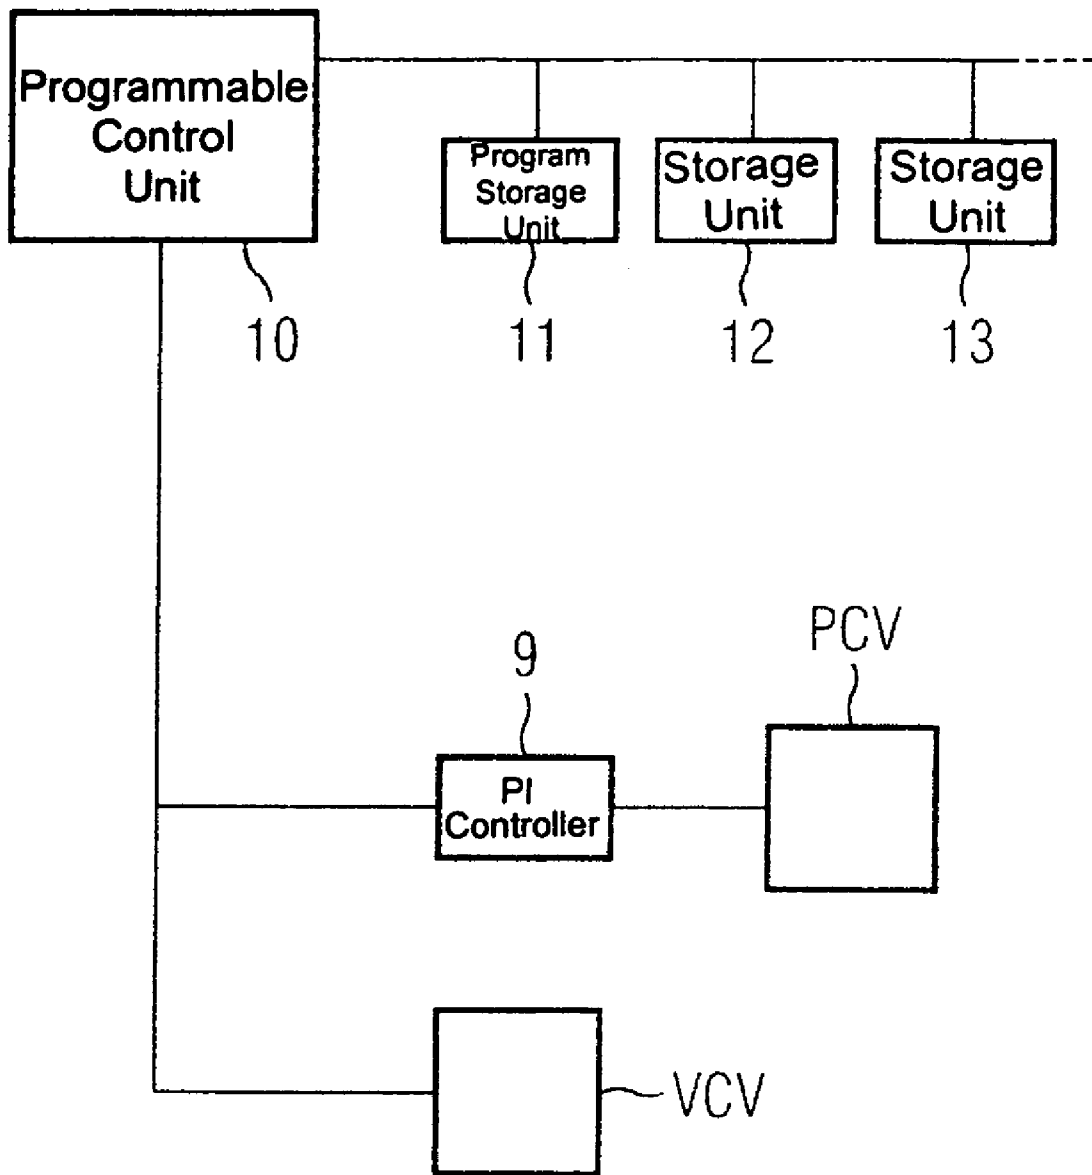 Programmable
Control
Unit
Program
Storage
Unit
Storage
Unit
Storage
Unit
10
11
12
13
9
PCV
PI
Controller
VCV